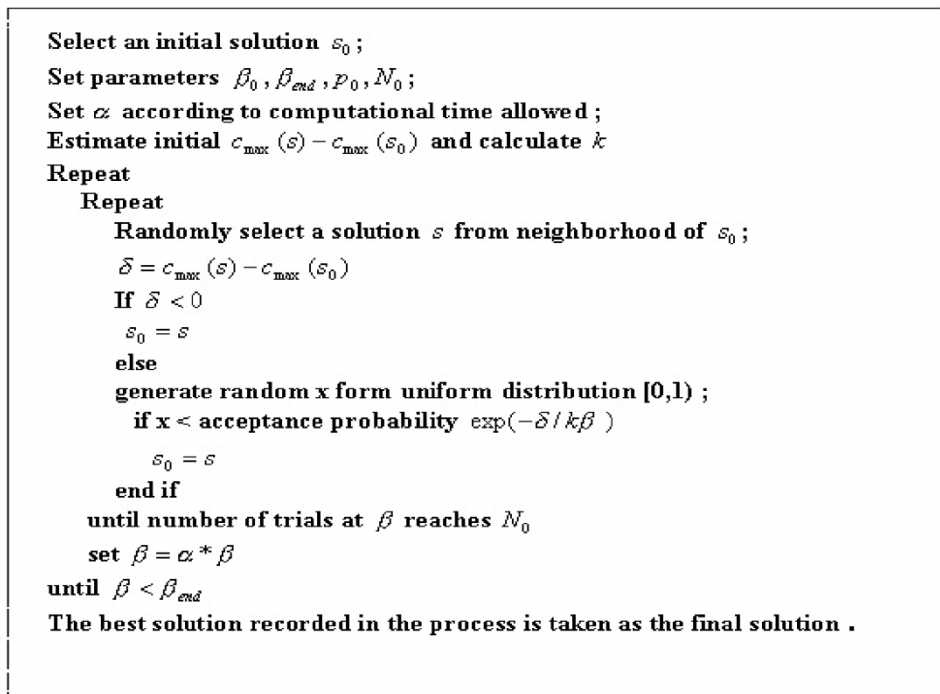 Select an initial solution s₀ ;
Set parameters β₀ , β_end , p₀ , N₀ ;
Set α according to computational time allowed ;
Estimate initial c_max (s) − c_max (s₀) and calculate k
Repeat
Repeat
Randomly select a solution s from neighborhood of s₀ ;
δ = c_max (s) − c_max (s₀)
If δ < 0
s₀ = s
else
generate random x form uniform distribution [0,1) ;
if x < acceptance probability exp(−δ / kβ )
s₀ = s
end if
until number of trials at β reaches N₀
set β = α * β
until β < β_end
The best solution recorded in the process is taken as the final solution .